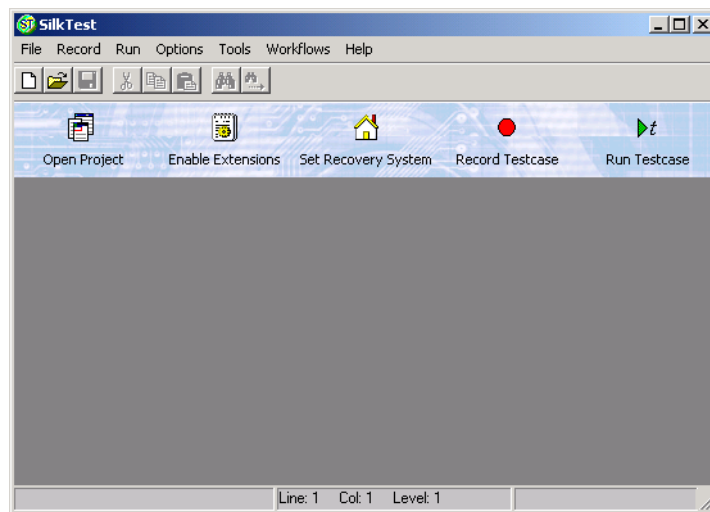 SilkTest
File Record Run Options Tools Workflows Help
Open Project Enable Extensions Set Recovery System Record Testcase Run Testcase
Line: 1 Col: 1 Level: 1